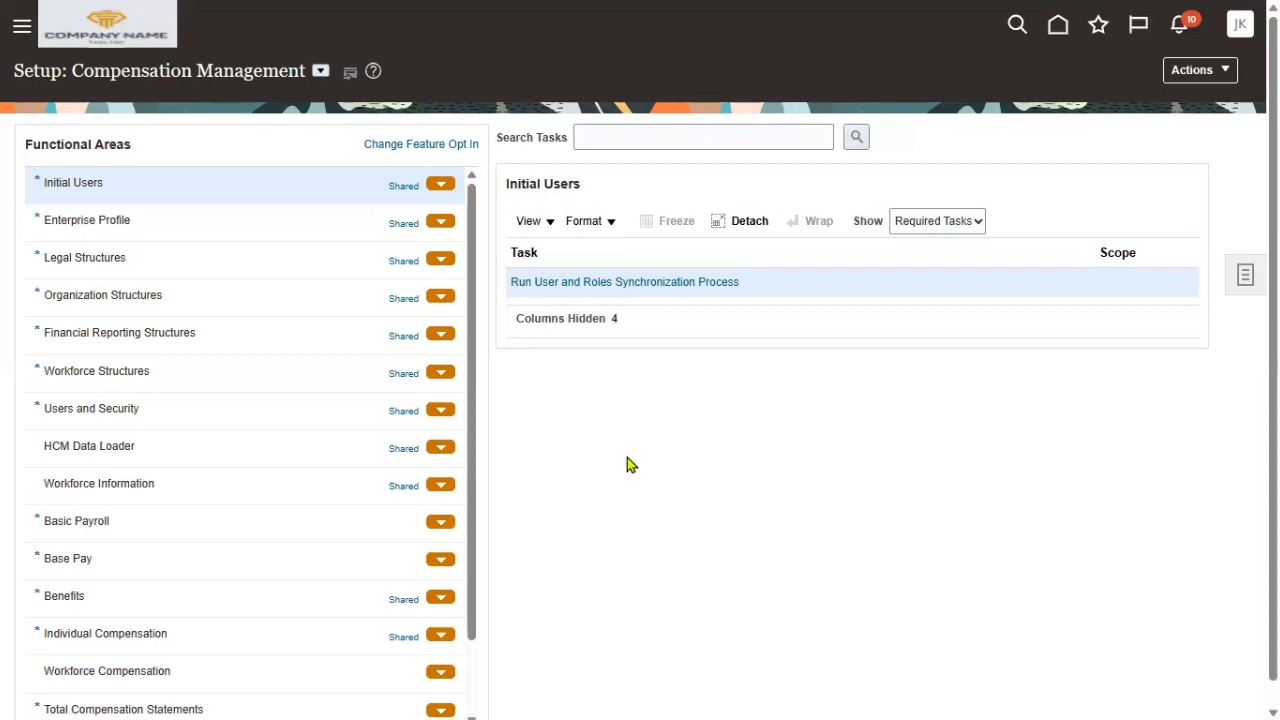 COMPANY NAME
10
JK
Setup: Compensation Management
Actions
Functional Areas
Change Feature Opt In
* Initial Users Shared
* Enterprise Profile Shared
* Legal Structures Shared
* Organization Structures Shared
* Financial Reporting Structures Shared
* Workforce Structures Shared
* Users and Security Shared
HCM Data Loader Shared
Workforce Information Shared
* Basic Payroll
* Base Pay
* Benefits Shared
* Individual Compensation Shared
Workforce Compensation
* Total Compensation Statements
Search Tasks
Initial Users
View Format Freeze Detach Wrap Show Required Tasks
Task Scope
Run User and Roles Synchronization Process
Columns Hidden 4